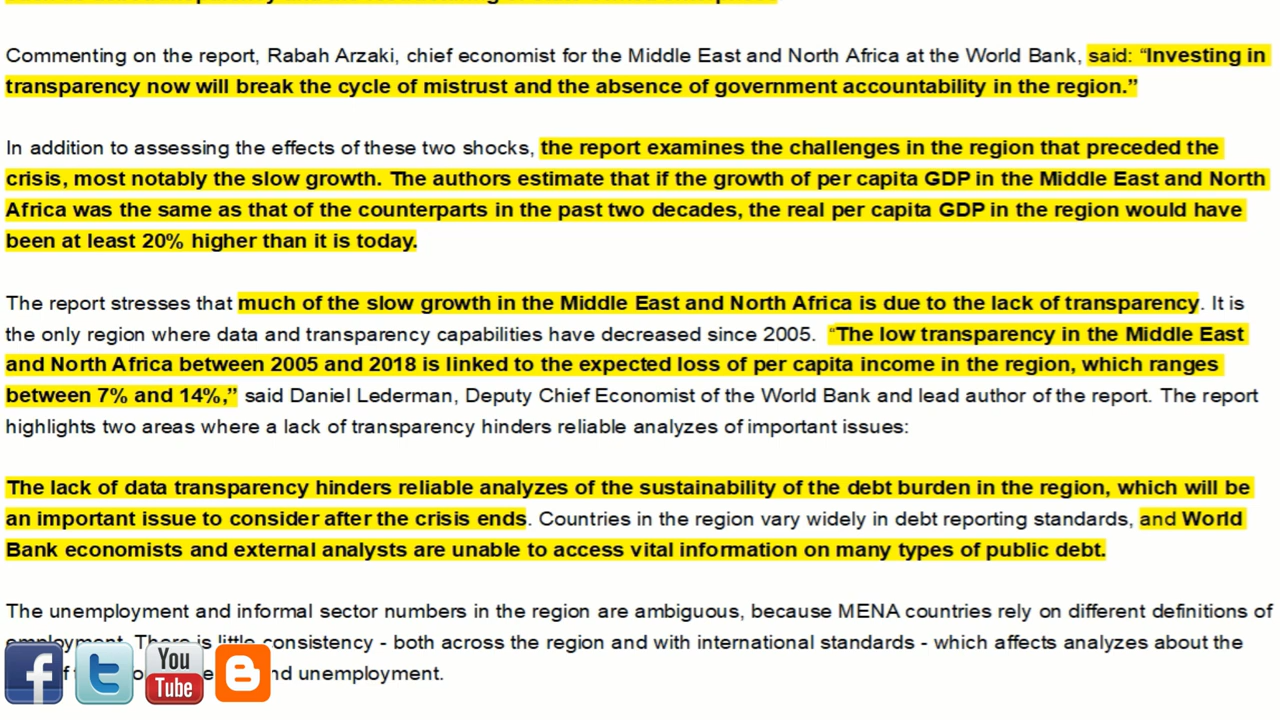 Commenting on the report, Rabah Arzaki, chief economist for the Middle East and North Africa at the World Bank, said: “Investing in
transparency now will break the cycle of mistrust and the absence of government accountability in the region.”
In addition to assessing the effects of these two shocks, the report examines the challenges in the region that preceded the
crisis, most notably the slow growth. The authors estimate that if the growth of per capita GDP in the Middle East and North
Africa was the same as that of the counterparts in the past two decades, the real per capita GDP in the region would have
been at least 20% higher than it is today.
The report stresses that much of the slow growth in the Middle East and North Africa is due to the lack of transparency. It is
the only region where data and transparency capabilities have decreased since 2005. “The low transparency in the Middle East
and North Africa between 2005 and 2018 is linked to the expected loss of per capita income in the region, which ranges
between 7% and 14%,” said Daniel Lederman, Deputy Chief Economist of the World Bank and lead author of the report. The report
highlights two areas where a lack of transparency hinders reliable analyzes of important issues:
The lack of data transparency hinders reliable analyzes of the sustainability of the debt burden in the region, which will be
an important issue to consider after the crisis ends. Countries in the region vary widely in debt reporting standards, and World
Bank economists and external analysts are unable to access vital information on many types of public debt.
The unemployment and informal sector numbers in the region are ambiguous, because MENA countries rely on different definitions of
employment. There is little consistency - both across the region and with international standards - which affects analyzes about the
nd unemployment.
f
t
You
Tube
B